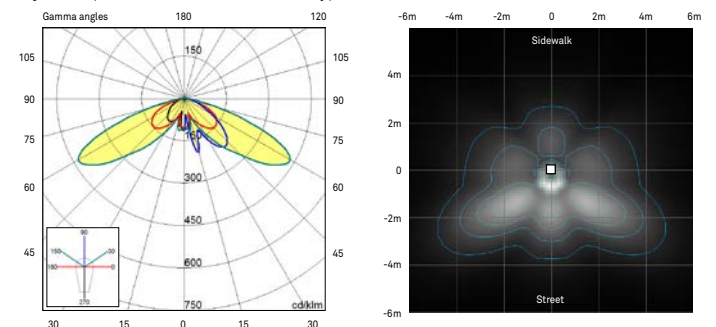 Gamma angles 180 120
105 105
90 90
75 75
60 60
45 45
30 15 0 15 30
150
150
300
450
600
750
cd/klm
90
150 30
180 0
270
-6m -4m -2m 0 2m 4m 6m
Sidewalk
4m
2m
0
-2m
-4m
-6m
Street